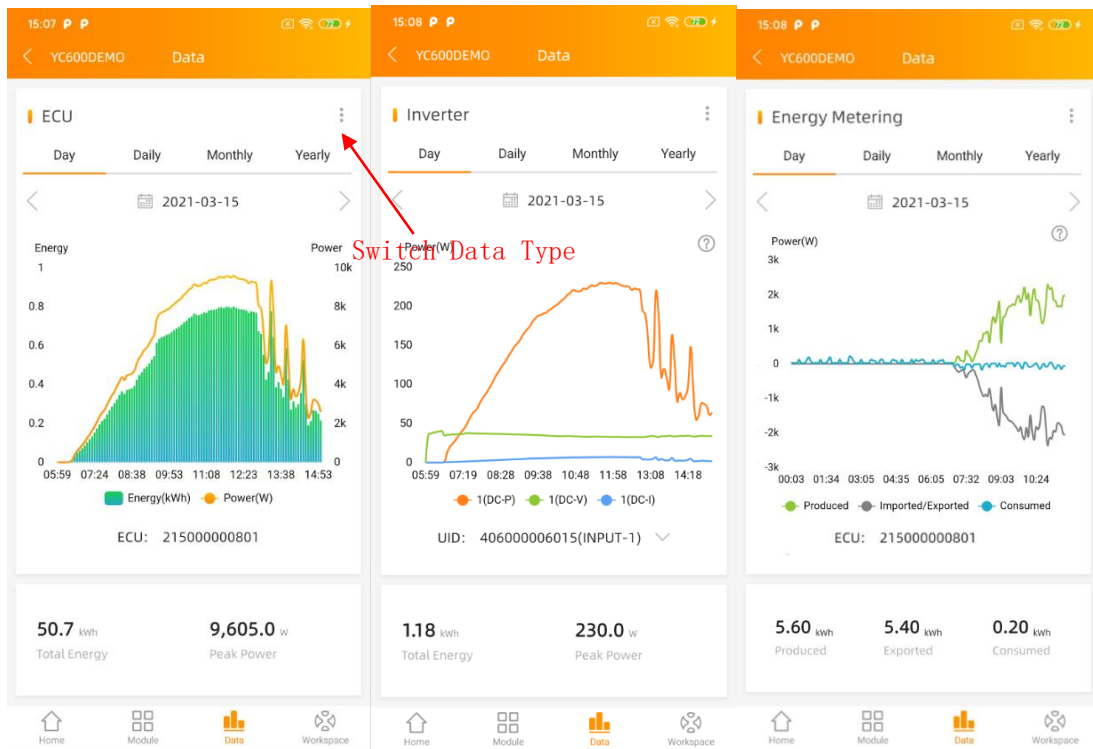 15:07 P P 72
YC600DEMO Data
ECU
Day Daily Monthly Yearly
2021-03-15
Energy Power
1 10k
0.8 8k
0.6 6k
0.4 4k
0.2 2k
0 0
05:59 07:24 08:38 09:53 11:08 12:23 13:38 14:53
Energy(kWh) Power(W)
ECU: 215000000801
50.7 kWh 9,605.0 W
Total Energy Peak Power
Home Module Data Workspace
Switch Data Type
15:08 P P 72
YC600DEMO Data
Inverter
Day Daily Monthly Yearly
2021-03-15
Power(W) ?
250
200
150
100
50
0
05:59 07:19 08:28 09:38 10:48 11:58 13:08 14:18
1(DC-P) 1(DC-V) 1(DC-I)
UID: 406000006015(INPUT-1)
1.18 kWh 230.0 W
Total Energy Peak Power
Home Module Data Workspace
15:08 P P 72
YC600DEMO Data
Energy Metering
Day Daily Monthly Yearly
2021-03-15
Power(W) ?
3k
2k
1k
0
-1k
-2k
-3k
00:03 01:34 03:05 04:35 06:05 07:32 09:03 10:24
Produced Imported/Exported Consumed
ECU: 215000000801
5.60 kWh 5.40 kWh 0.20 kWh
Produced Exported Consumed
Home Module Data Workspace